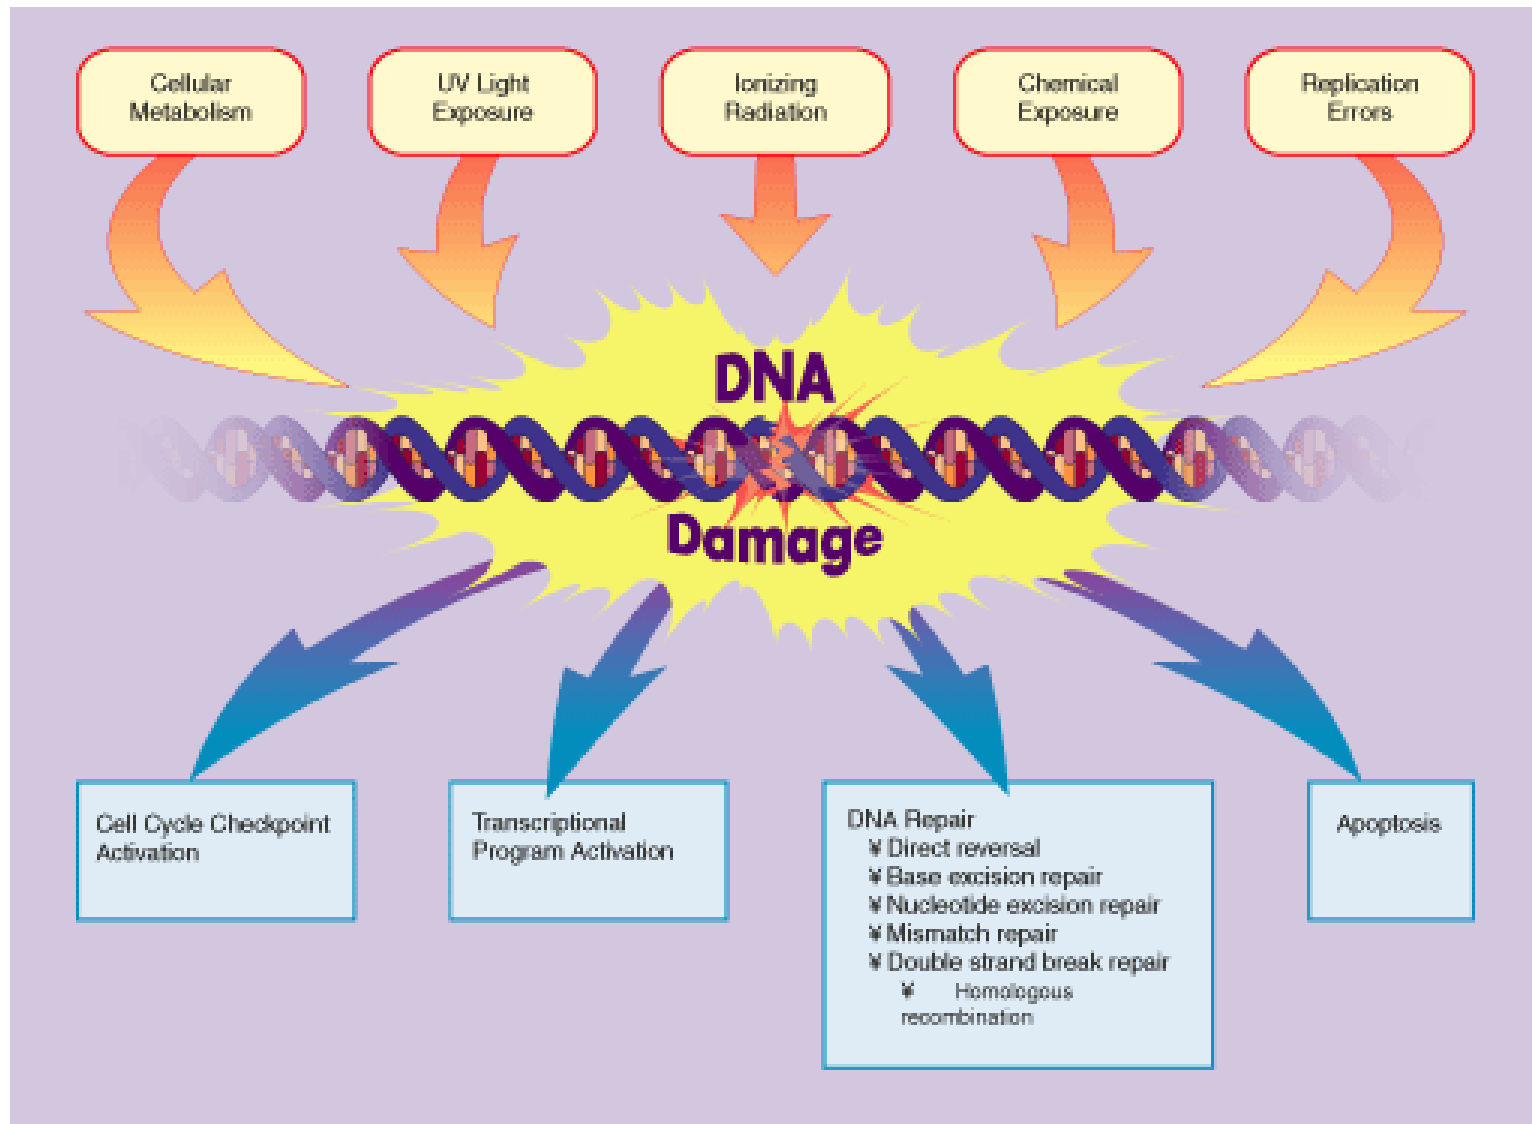 Cellular
Metabolism
UV Light
Exposure
Ionizing
Radiation
Chemical
Exposure
Replication
Errors
DNA
Damage
Cell Cycle Checkpoint
Activation
Transcriptional
Program Activation
DNA Repair
¥ Direct reversal
¥ Base excision repair
¥ Nucleotide excision repair
¥ Mismatch repair
¥ Double strand break repair
¥ Homologous
recombination
Apoptosis